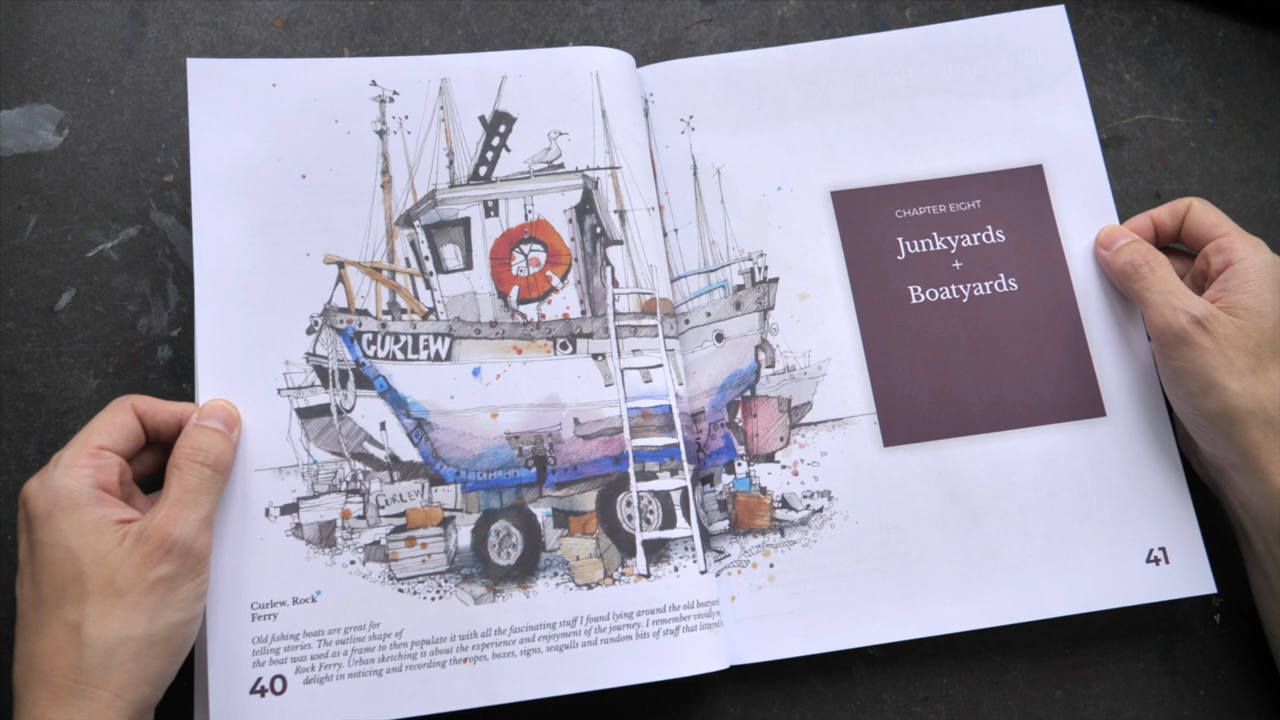 CURLEW
CURLEW
Curlew, Rock
Ferry
Old fishing boats are great for
telling stories. The outline shape of
the boat was used as a frame to then populate it with all the fascinating stuff I found lying around the old
Rock Ferry. Urban sketching is about the experience and enjoyment of the journey. I remember vividly
delight in noticing and recording the ropes, boxes, signs, seagulls and random bits of stuff that
40
CHAPTER EIGHT
Junkyards
+
Boatyards
41